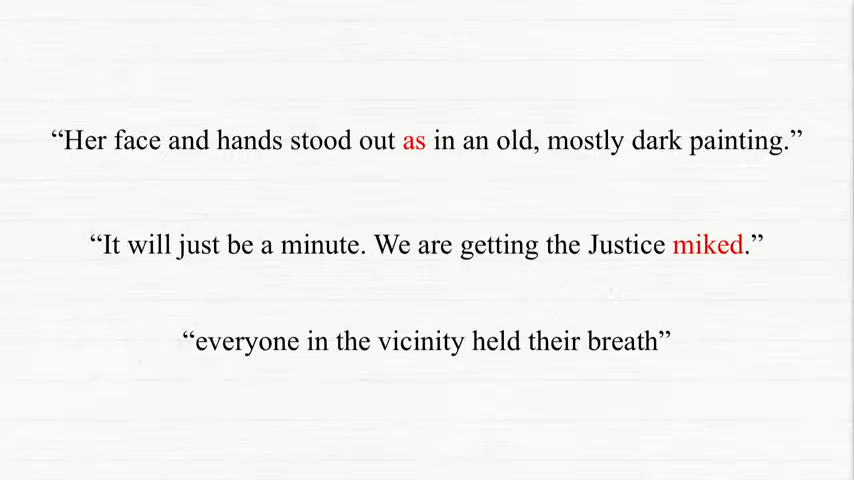 “Her face and hands stood out as in an old, mostly dark painting.”
“It will just be a minute. We are getting the Justice miked.”
“everyone in the vicinity held their breath”